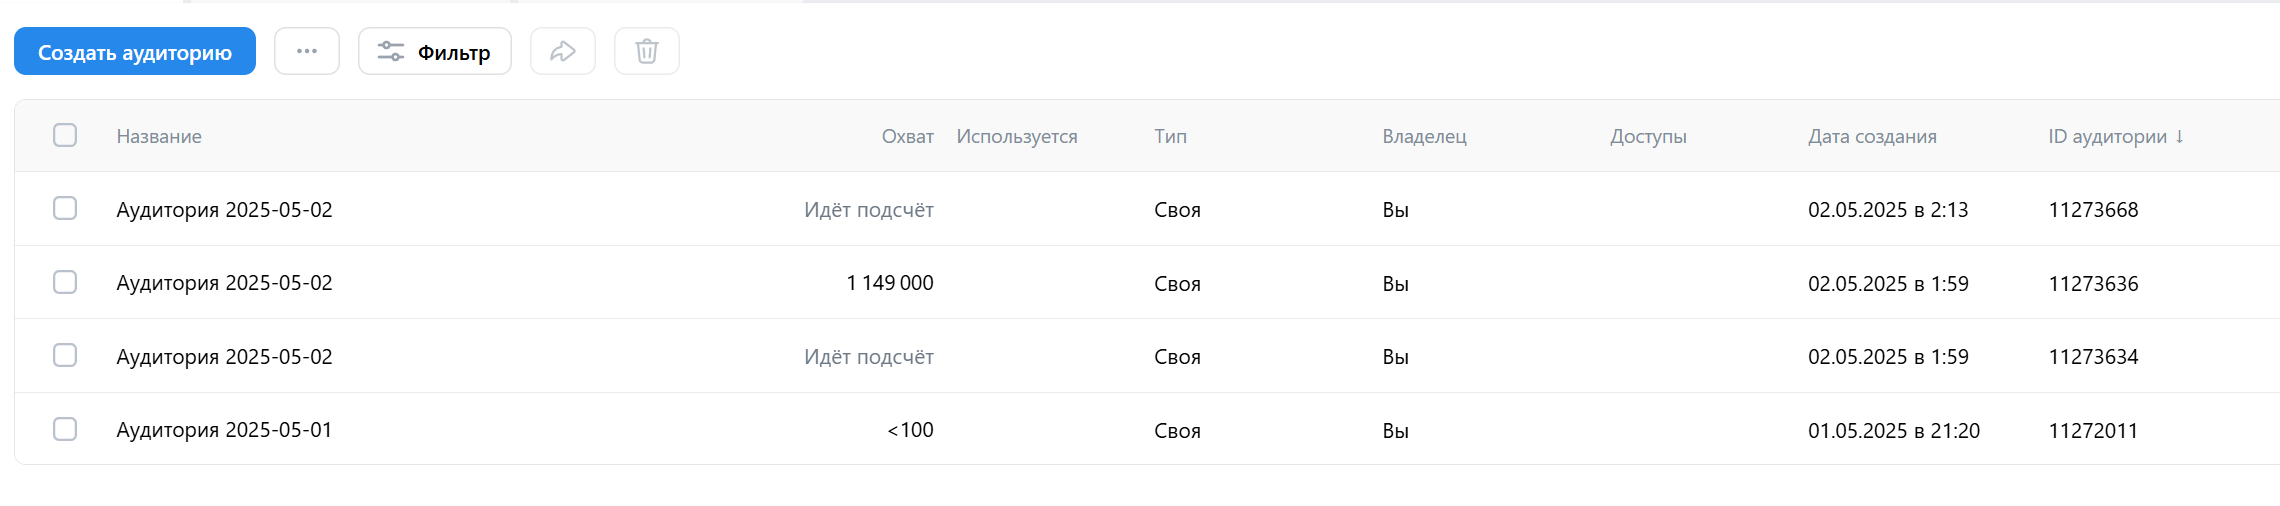 Создать аудиторию ... Фильтр
Название Охват Используется Тип Владелец Доступы Дата создания ID аудитории ↓
Аудитория 2025-05-02 Идёт подсчёт Своя Вы 02.05.2025 в 2:13 11273668
Аудитория 2025-05-02 1 149 000 Своя Вы 02.05.2025 в 1:59 11273636
Аудитория 2025-05-02 Идёт подсчёт Своя Вы 02.05.2025 в 1:59 11273634
Аудитория 2025-05-01 <100 Своя Вы 01.05.2025 в 21:20 11272011